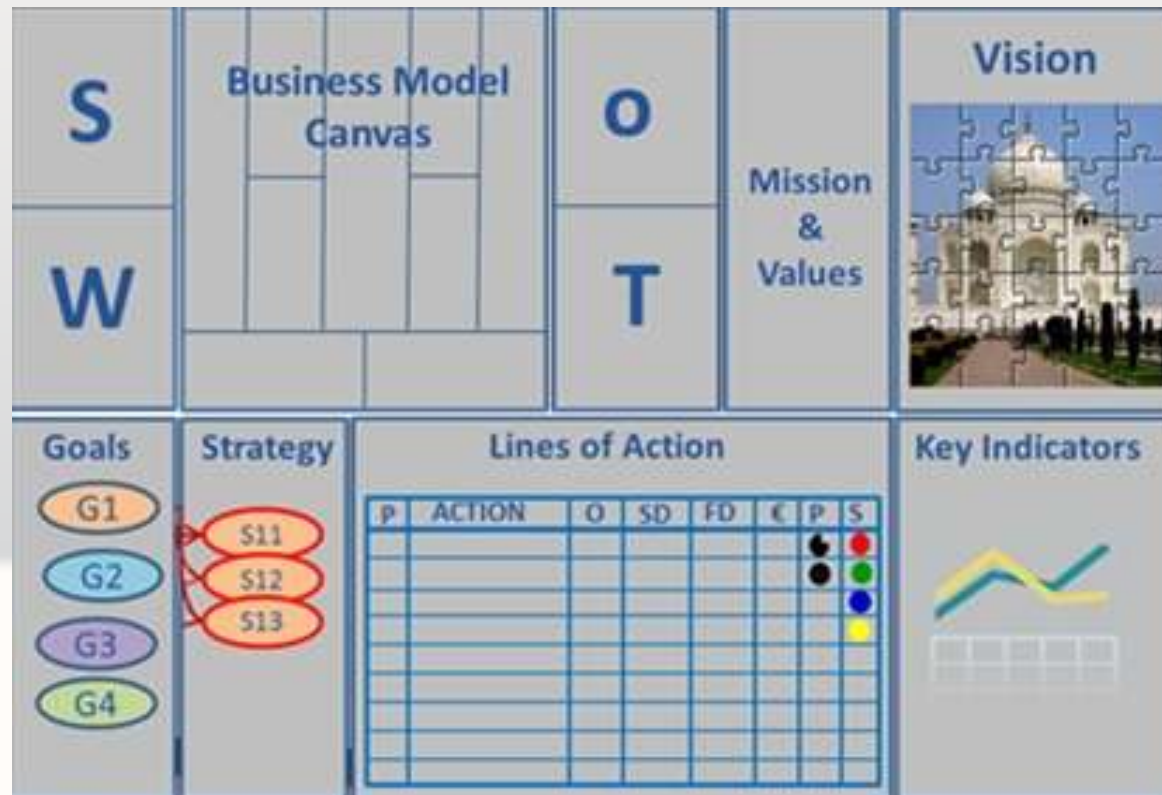 S
Business Model
Canvas
O
Mission
&
Values
Vision
W
T
Goals
G1
G2
G3
G4
Strategy
S11
S12
S13
Lines of Action
P ACTION O SD FD € P S
Key Indicators